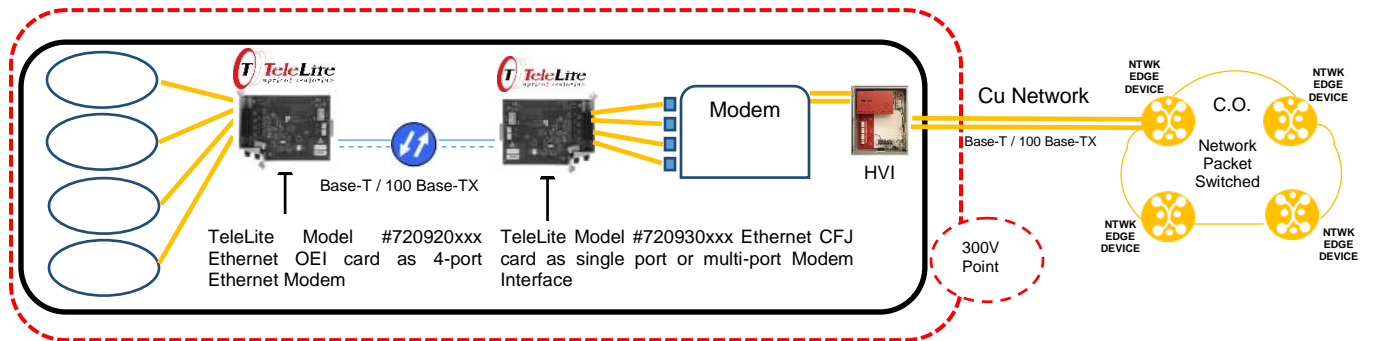 TeleLite
TeleLite
Base-T / 100 Base-TX
TeleLite Model #720920xxx
Ethernet OEI card as 4-port
Ethernet Modem
TeleLite Model #720930xxx Ethernet CFJ
card as single port or multi-port Modem
Interface
Modem
HVI
300V
Point
Cu Network
Base-T / 100 Base-TX
NTWK
EDGE
DEVICE
C.O.
Network
Packet
Switched
NTWK
EDGE
DEVICE
NTWK
EDGE
DEVICE
NTWK
EDGE
DEVICE